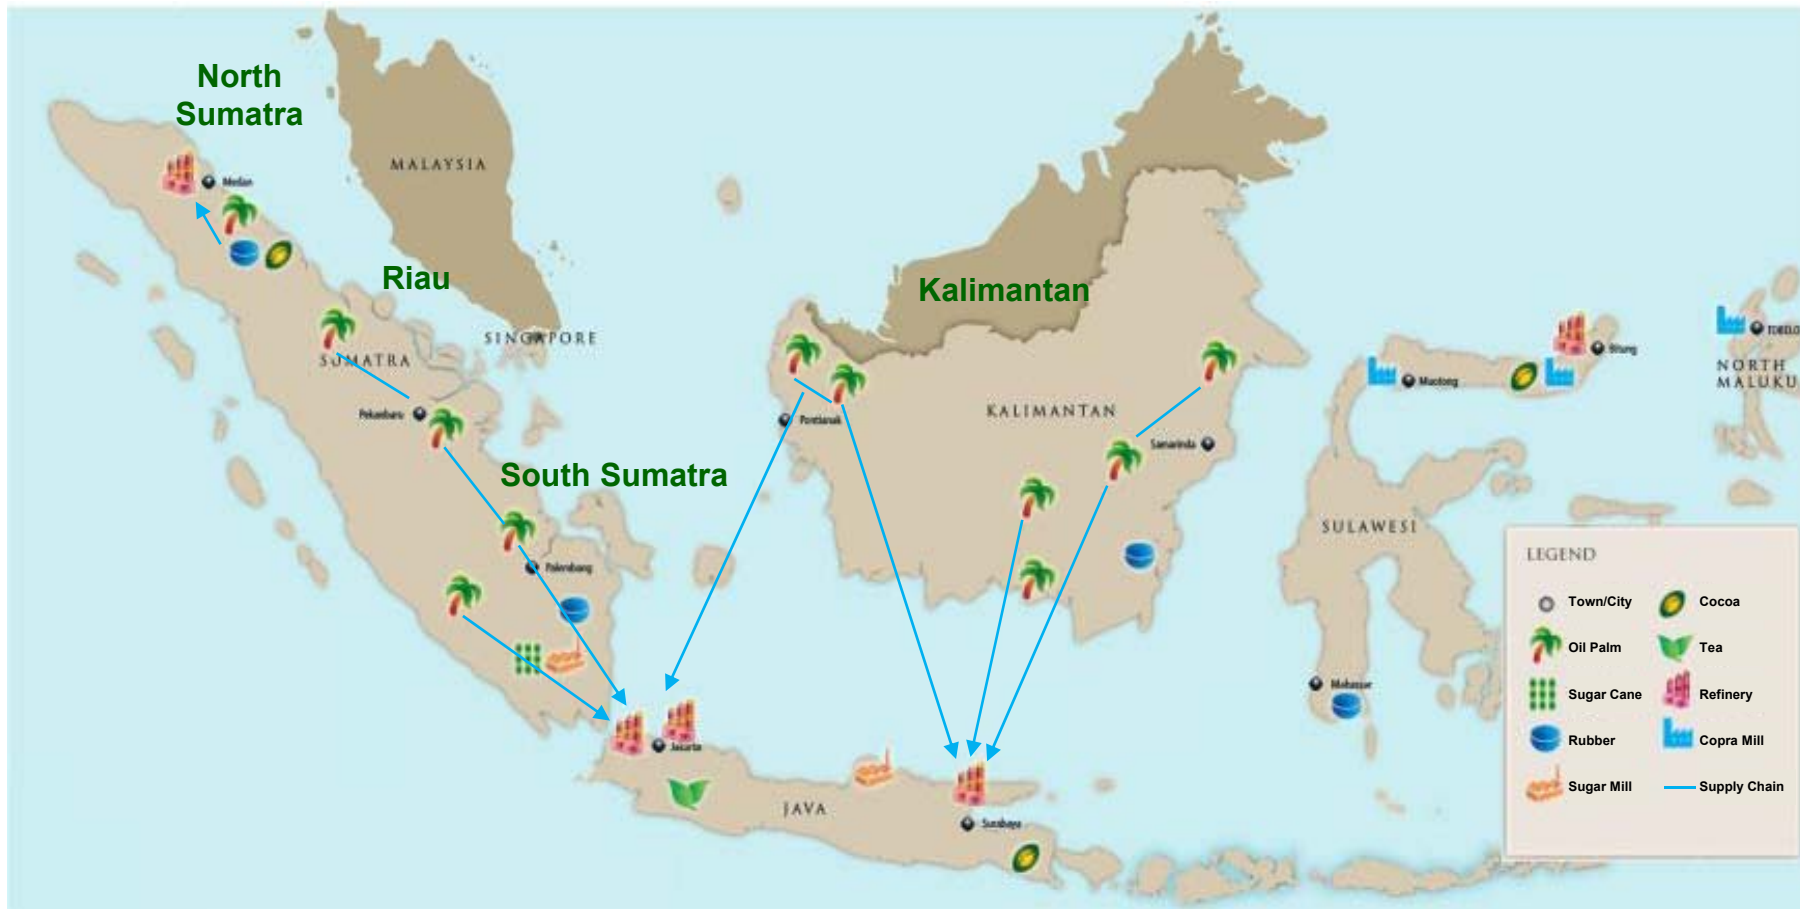 North
Sumatra
MALAYSIA
Medan
Riau
Kalimantan
SINGAPORE
SUMATRA
Bitung
TOBELO
NORTH
MALUKU
Moutong
Pekanbaru
Pontianak
KALIMANTAN
Samarinda
South Sumatra
SULAWESI
Palembang
Makassar
Jakarta
JAVA
Surabaya
LEGEND
Town/City
Cocoa
Oil Palm
Tea
Sugar Cane
Refinery
Rubber
Copra Mill
Sugar Mill
Supply Chain